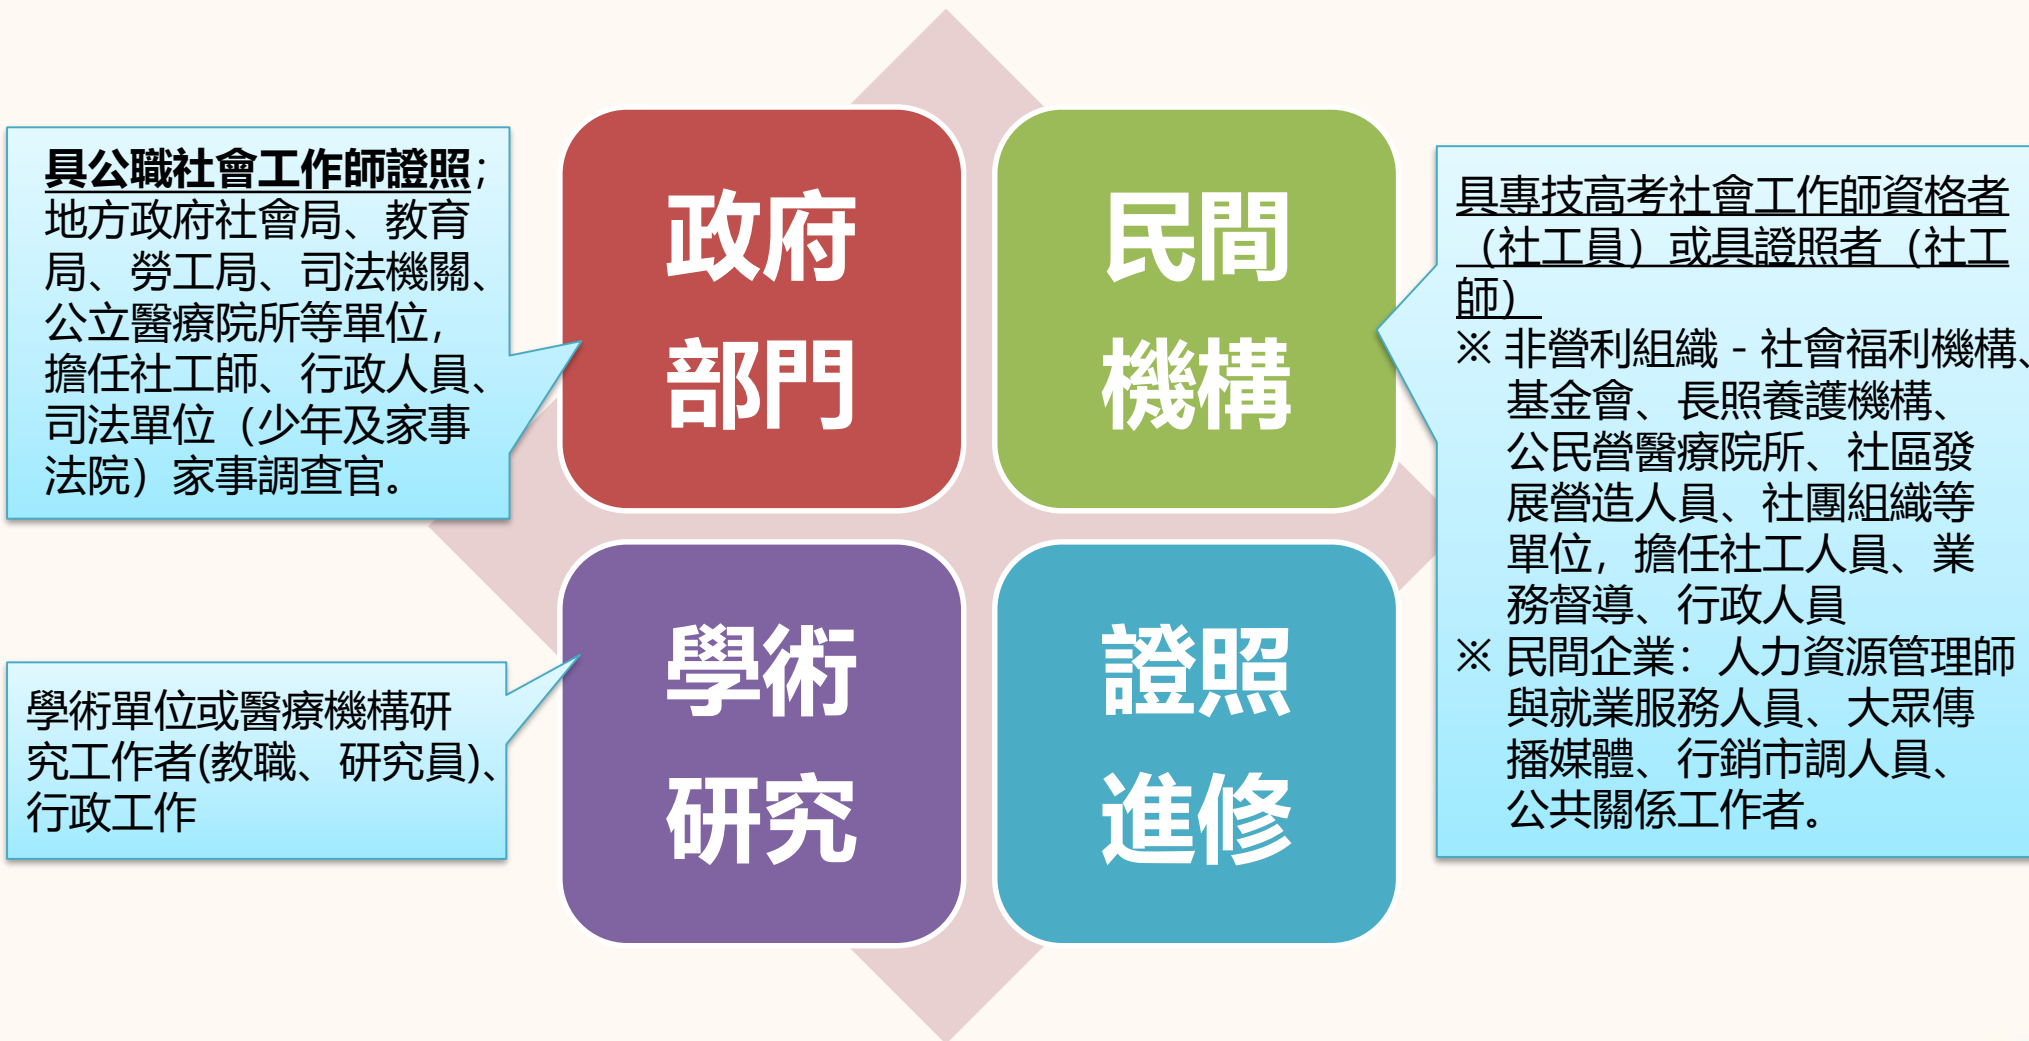 具公職社會工作師證照；
地方政府社會局、教育
局、勞工局、司法機關、
公立醫療院所等單位，
擔任社工師、行政人員、
司法單位（少年及家事
法院）家事調查官。
政府
部門
民間
機構
具專技高考社會工作師資格者
（社工員）或具證照者（社工
師）
※ 非營利組織 - 社會福利機構、
基金會、長照養護機構、
公民營醫療院所、社區發
展營造人員、社團組織等
單位，擔任社工人員、業
務督導、行政人員
※ 民間企業：人力資源管理師
與就業服務人員、大眾傳
播媒體、行銷市調人員、
公共關係工作者。
學術單位或醫療機構研
究工作者(教職、研究員)、
行政工作
學術
研究
證照
進修